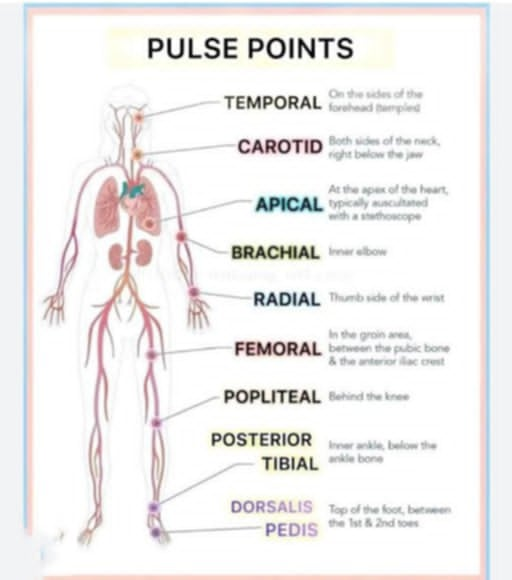 PULSE POINTS
TEMPORAL
On the sides of the
forehead (temples)
CAROTID
Both sides of the neck,
right below the jaw
APICAL
At the apex of the heart,
typically auscultated
with a stethoscope
BRACHIAL
Inner elbow
RADIAL
Thumb side of the wrist
FEMORAL
In the groin area,
between the pubic bone
& the anterior iliac crest
POPLITEAL
Behind the knee
POSTERIOR
TIBIAL
Inner ankle, below the
ankle bone
DORSALIS
PEDIS
Top of the foot, between
the 1st & 2nd toes